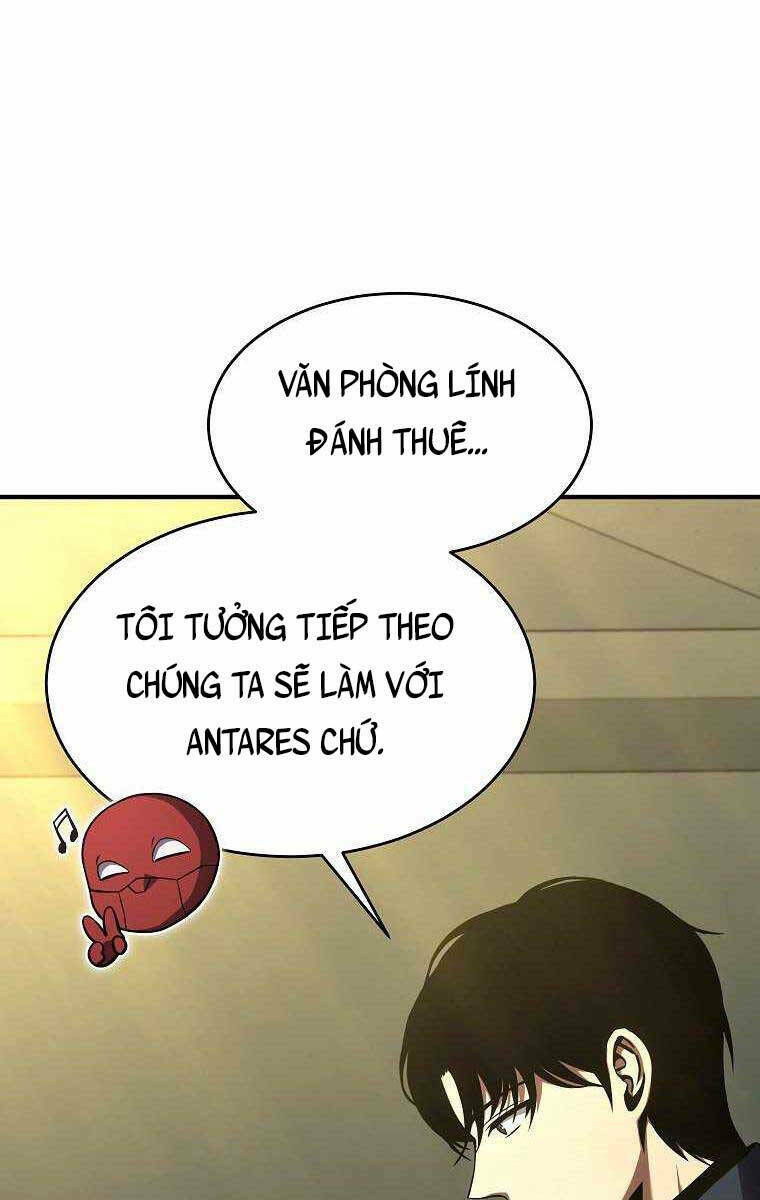 VĂN PHÒNG LÍNH
ĐÁNH THUÊ...
TÔI TƯỞNG TIẾP THEO
CHÚNG TA SẼ LÀM VỚI
ANTARES CHỨ.